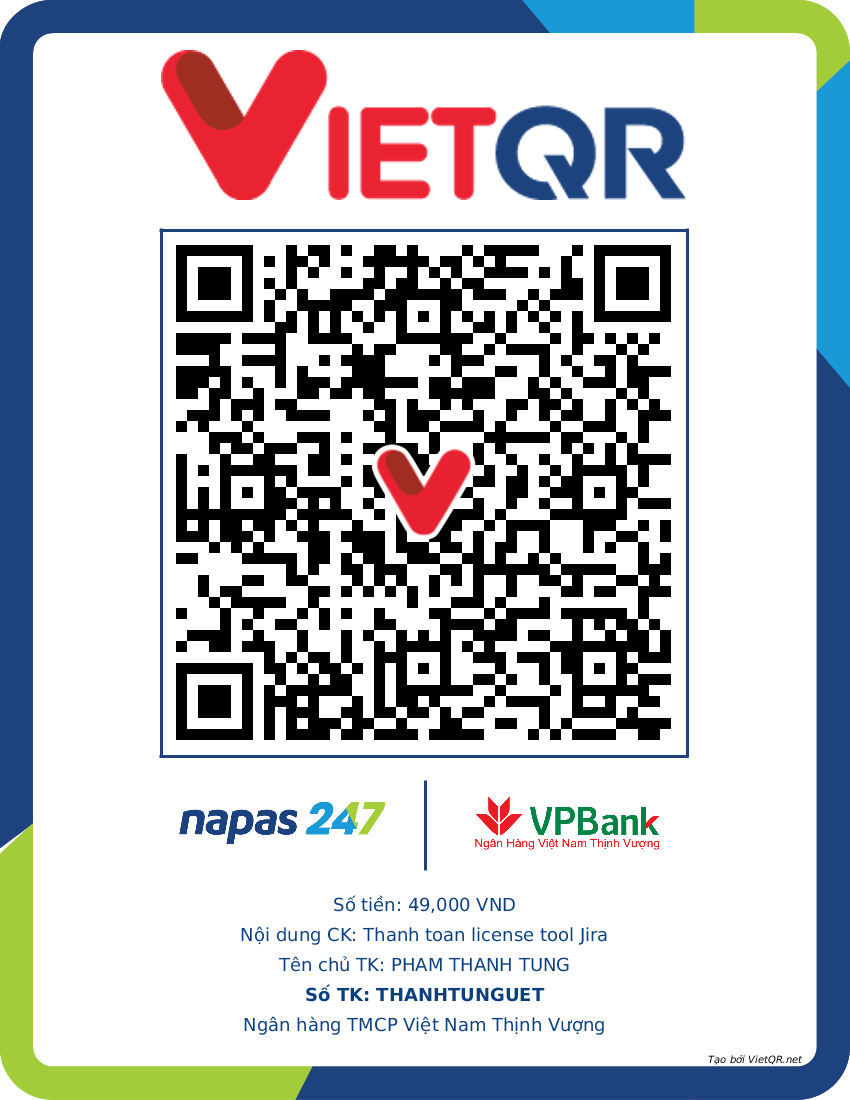 VIETQR
napas 247
VPBank
Ngân Hàng Việt Nam Thịnh Vượng
Số tiền: 49,000 VND
Nội dung CK: Thanh toan license tool Jira
Tên chủ TK: PHAM THANH TUNG
Số TK: THANHTUNGUET
Ngân hàng TMCP Việt Nam Thịnh Vượng
Tạo bởi VietQR.net